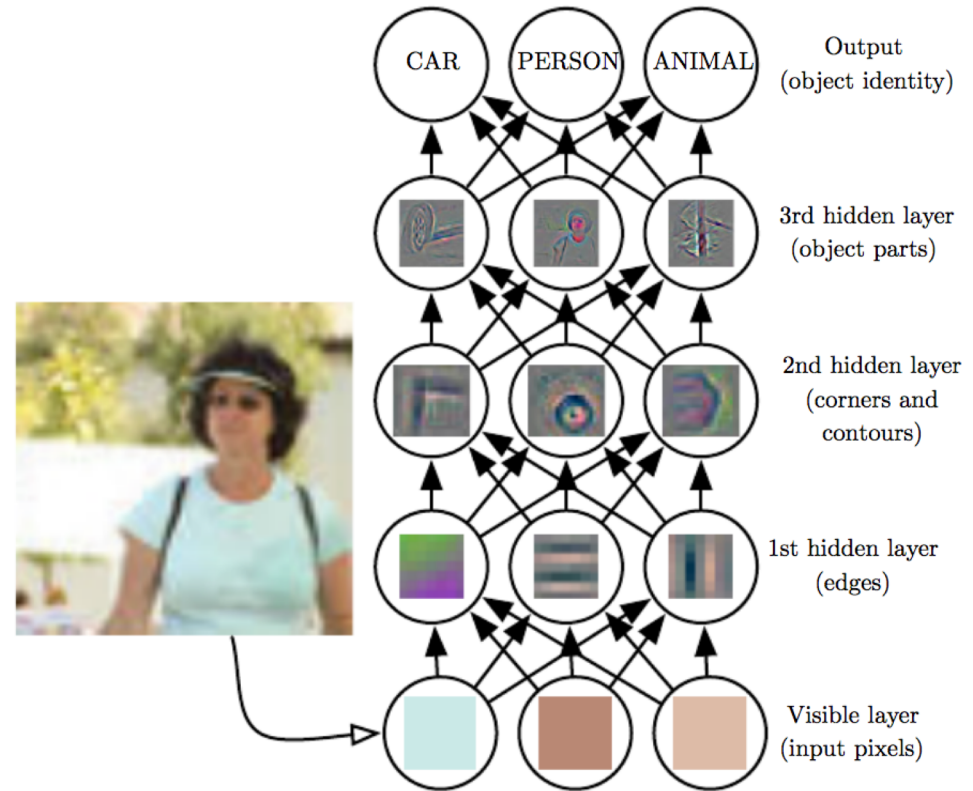 CAR
PERSON
ANIMAL
Output
(object identity)
3rd hidden layer
(object parts)
2nd hidden layer
(corners and
contours)
1st hidden layer
(edges)
Visible layer
(input pixels)